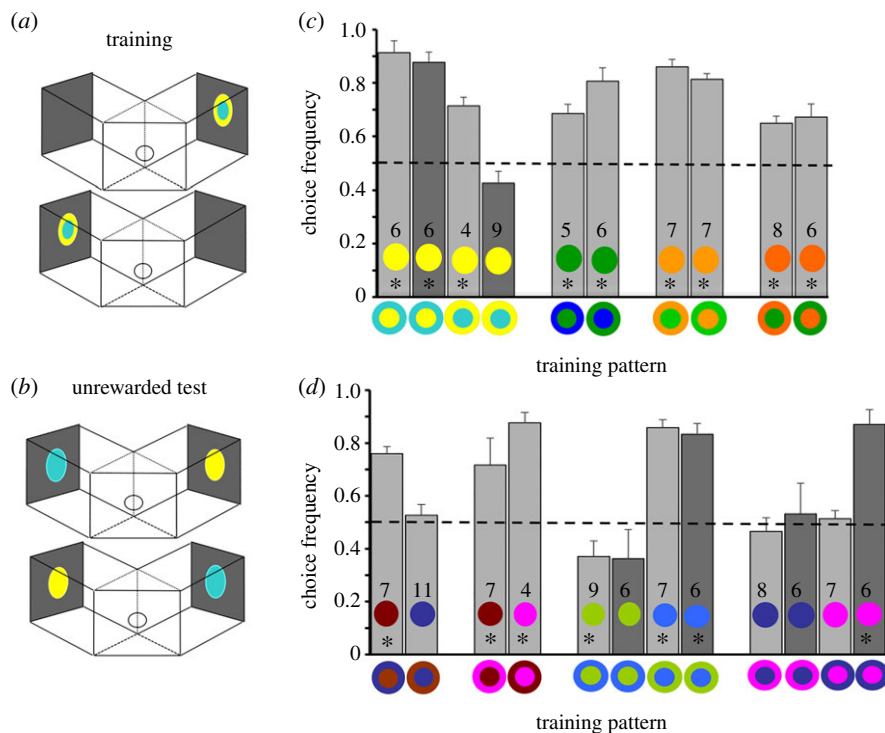 (a)
training
(b)
unrewarded test
(c)
choice frequency
1.0
0.8
0.6
0.4
0.2
0
6 6 4 9 5 6 7 7 8 6
* * * * * * * * *
training pattern
(d)
choice frequency
1.0
0.8
0.6
0.4
0.2
0
7 11 7 4 9 6 7 6 8 6 7 6
* * * * * * *
training pattern